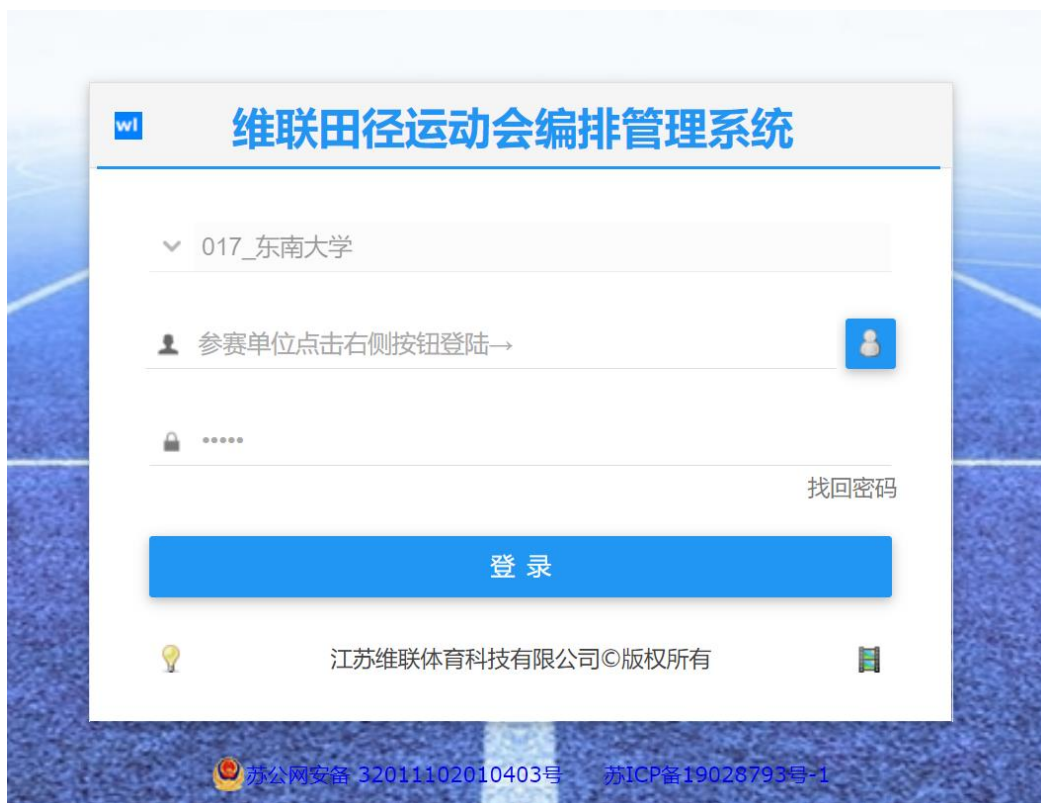 wl 维联田径运动会编排管理系统
017_东南大学
参赛单位点击右侧按钮登陆→
•••••
找回密码
登 录
江苏维联体育科技有限公司©版权所有
苏公网安备 32011102010403号 苏ICP备19028793号-1